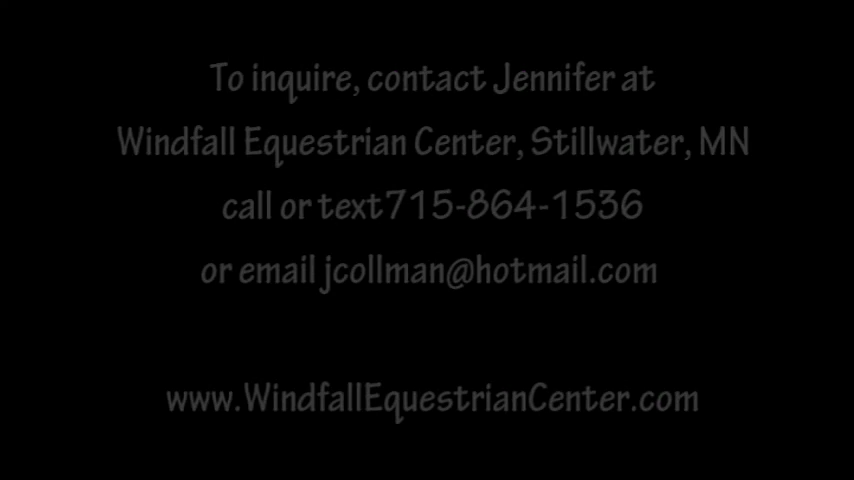 To inquire, contact Jennifer at
Windfall Equestrian Center, Stillwater, MN
call or text715-864-1536
or email jcollman@hotmail.com
www.WindfallEquestrianCenter.com